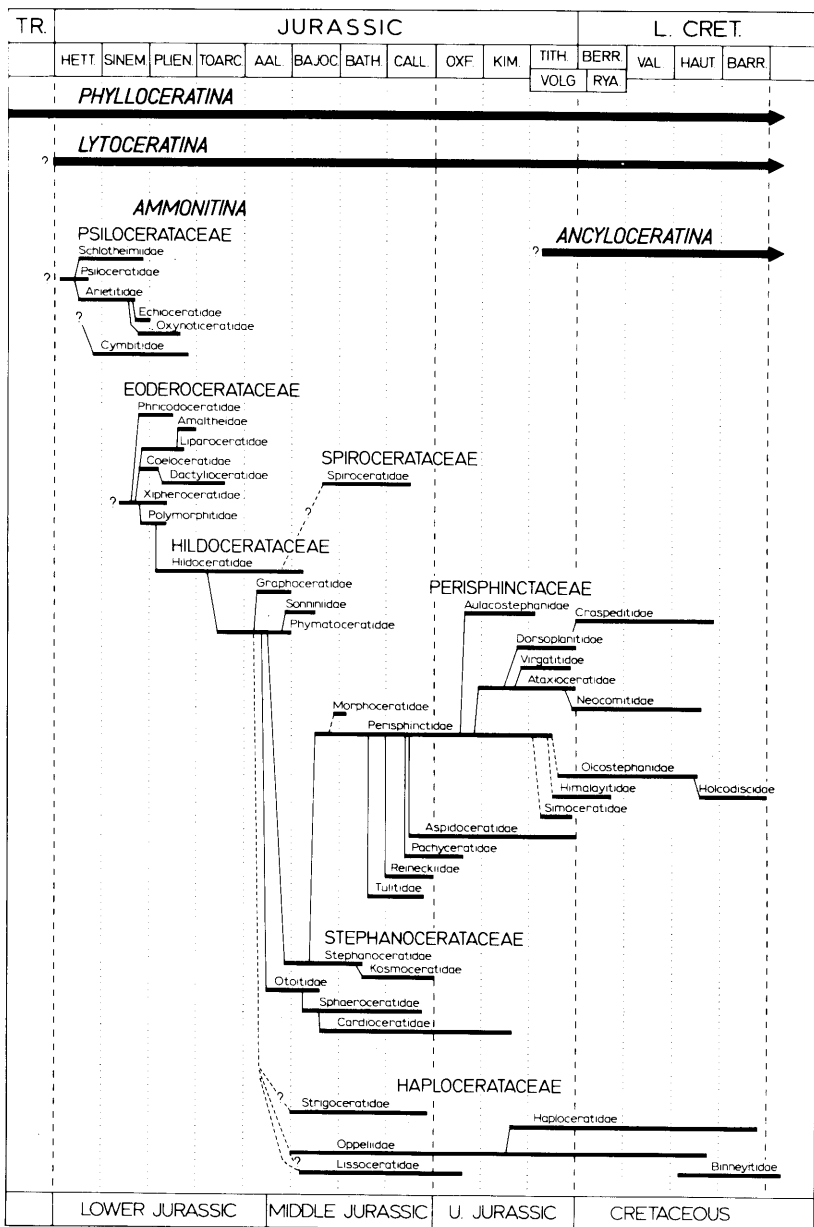 TR. JURASSIC L. CRET.
HETT. SINEM. PLIEN. TOARC. AAL. BAJOC. BATH. CALL. OXF. KIM. TITH. BERR. VAL. HAUT. BARR.
VOLG RYA.
PHYLLOCERATINA
LYTOCERATINA
?
AMMONITINA
PSILOCERATACEAE
ANCYLOCERATINA
?
Schlotheimiidae
Psiloceratidae
?
Arietitidae
Echioceratidae
Oxynoticeratidae
?
Cymbitidae
EODEROCERATACEAE
Phricodoceratidae
Amaltheidae
Liparoceratidae
Coeloceratidae
Dactylioceratidae
SPIROCERATACEAE
Spiroceratidae
?
Xipheroceratidae
?
Polymorphitidae
HILDOCERATACEAE
Hildoceratidae
Graphoceratidae
Sonniniidae
Phymatoceratidae
PERISPHINCTACEAE
Aulacostephanidae
Craspeditidae
Dorsoplanitidae
Virgatitidae
Ataxioceratidae
Neocomitidae
Morphoceratidae
Perisphinctidae
Olcostephanidae
Himalayitidae
Holcodiscidae
Simoceratidae
Aspidoceratidae
Pachyceratidae
Reineckiidae
Tulitidae
STEPHANOCERATACEAE
Stephanoceratidae
Kosmoceratidae
Otoitidae
Sphaeroceratidae
Cardioceratidae
HAPLOCERATACEAE
?
Strigoceratidae
Haploceratidae
Oppeliidae
?
Lissoceratidae
Binneyitidae
LOWER JURASSIC MIDDLE JURASSIC U. JURASSIC CRETACEOUS